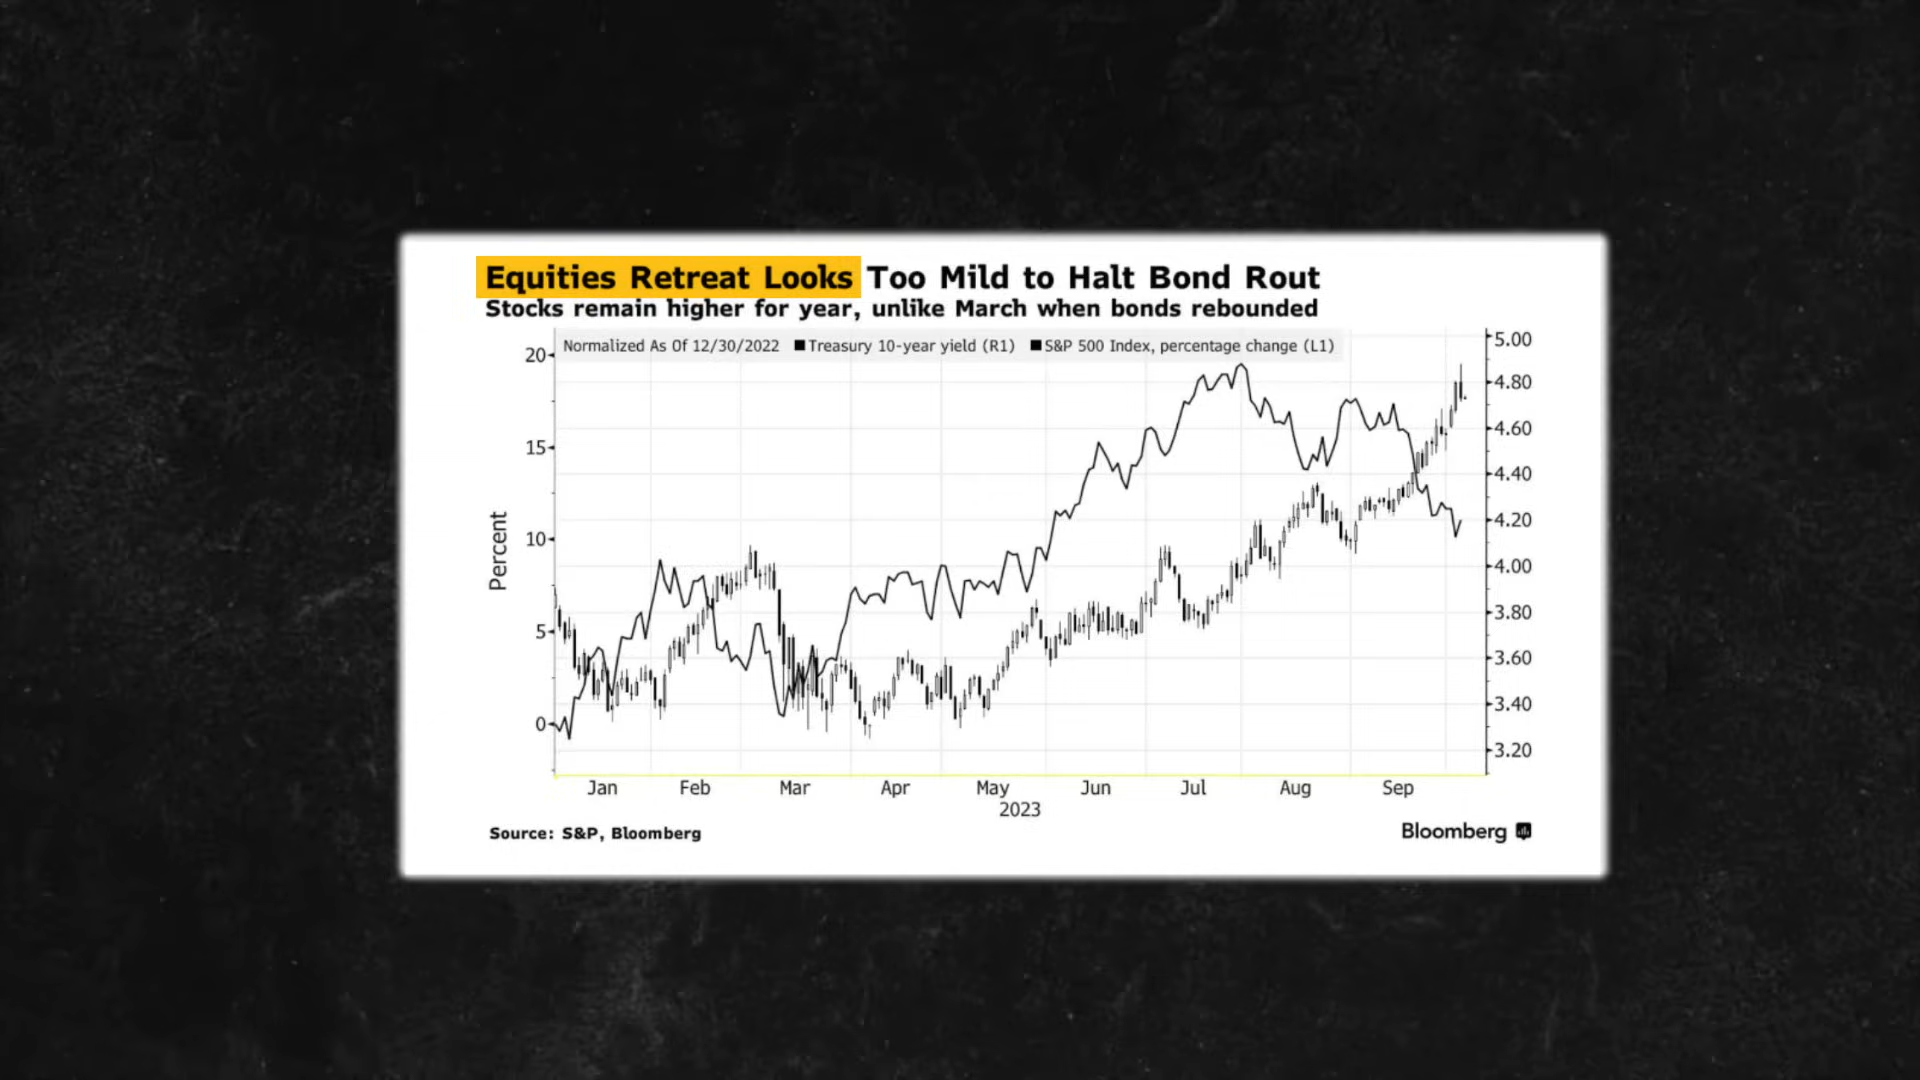 Equities Retreat Looks Too Mild to Halt Bond Rout
Stocks remain higher for year, unlike March when bonds rebounded
Normalized As Of 12/30/2022 Treasury 10-year yield (R1) S&P 500 Index, percentage change (L1)
20
15
10
5
0
Percent
5.00
4.80
4.60
4.40
4.20
4.00
3.80
3.60
3.40
3.20
Jan Feb Mar Apr May Jun Jul Aug Sep
2023
Source: S&P, Bloomberg
Bloomberg